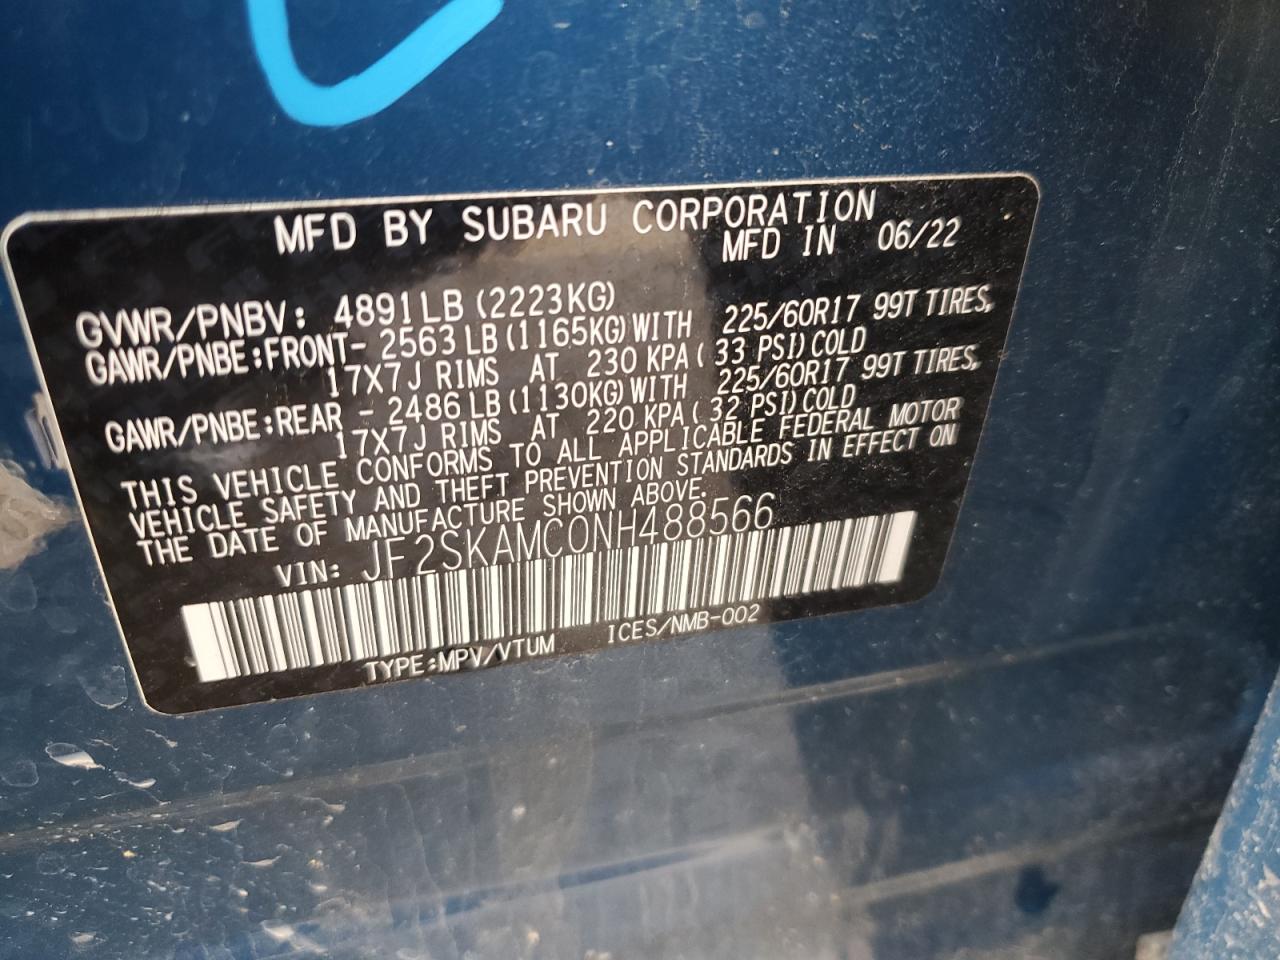 MFD BY SUBARU CORPORATION
MFD IN 06/22
GVWR/PNBV: 4891LB (2223KG)
GAWR/PNBE:FRONT- 2563 LB (1165KG) WITH 225/60R17 99T TIRES,
17X7J RIMS AT 230 KPA ( 33 PSI) COLD
GAWR/PNBE:REAR - 2486 LB (1130KG) WITH 225/60R17 99T TIRES,
17X7J RIMS AT 220 KPA ( 32 PSI) COLD
THIS VEHICLE CONFORMS TO ALL APPLICABLE FEDERAL MOTOR
VEHICLE SAFETY AND THEFT PREVENTION STANDARDS IN EFFECT ON
THE DATE OF MANUFACTURE SHOWN ABOVE.
VIN: JF2SKAMC0NH488566
TYPE:MPV/VTUM ICES/NMB-002